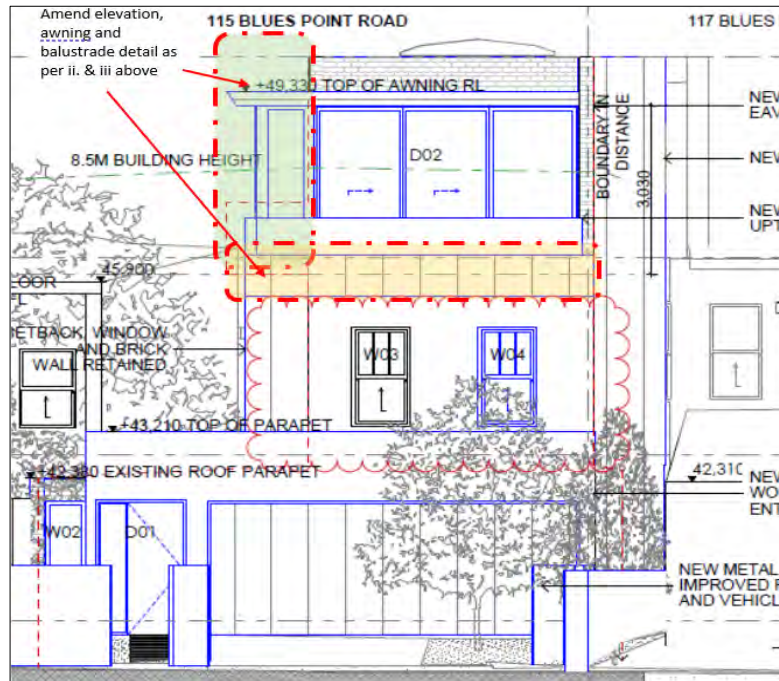 Amend elevation,
awning and
balustrade detail as
per ii. & iii above
115 BLUES POINT ROAD
117 BLUES
+49,330 TOP OF AWNING RL
NEW
EAV
BOUNDARY IN
DISTANCE
8.5M BUILDING HEIGHT
D02
NEW
3,030
NEW
UPT
45,900
LOOR
FL
ETBACK, WINDOW
AND BRICK
WALL RETAINED
W03
W04
+43,210 TOP OF PARAPET
+42,380 EXISTING ROOF PARAPET
42,310
NEW
WO
ENT
W02
D01
NEW METAL
IMPROVED
AND VEHICL